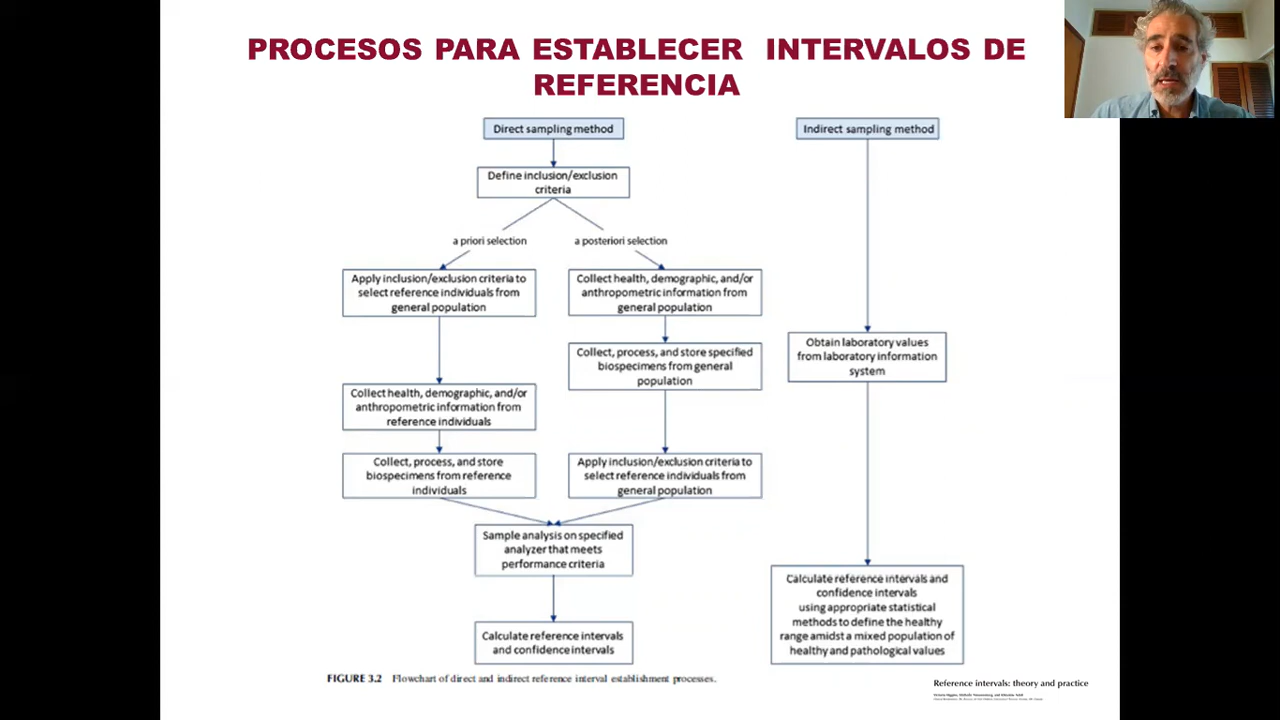 PROCESOS PARA ESTABLECER INTERVALOS DE
REFERENCIA
Direct sampling method
Define inclusion/exclusion
criteria
a priori selection
a posteriori selection
Apply inclusion/exclusion criteria to
select reference individuals from
general population
Collect health, demographic, and/or
anthropometric information from
reference individuals
Collect, process, and store
biospecimens from reference
individuals
Collect health, demographic, and/or
anthropometric information from
general population
Collect, process, and store specified
biospecimens from general
population
Apply inclusion/exclusion criteria to
select reference individuals from
general population
Sample analysis on specified
analyzer that meets
performance criteria
Calculate reference intervals
and confidence intervals
Indirect sampling method
Obtain laboratory values
from laboratory information
system
Calculate reference intervals and
confidence intervals
using appropriate statistical
methods to define the healthy
range amidst a mixed population of
healthy and pathological values
FIGURE 3.2 Flowchart of direct and indirect reference interval establishment processes.
Reference intervals: theory and practice